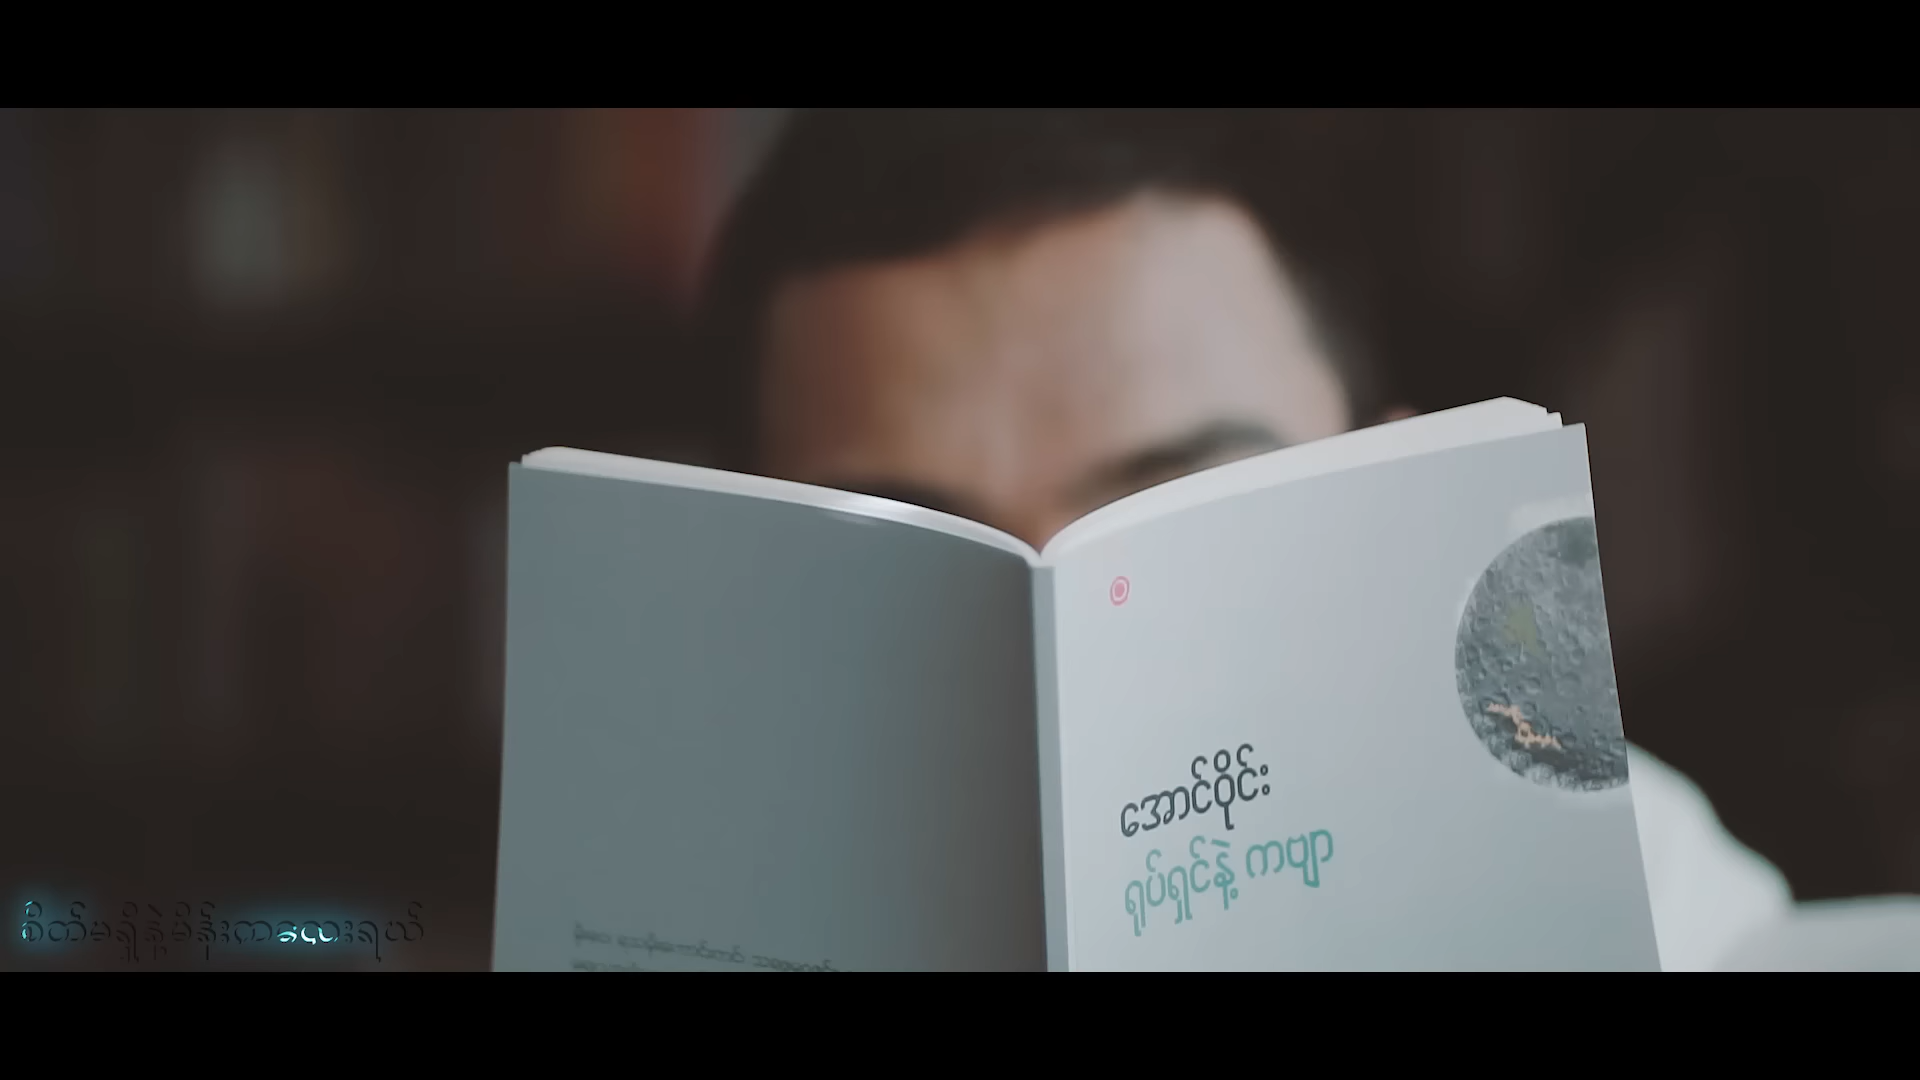 အောင်ဝိုင်း
ရုပ်ရှင်နဲ့ ကဗျာ
စိတ်မရှိနဲ့မိန်းကလေးရယ်